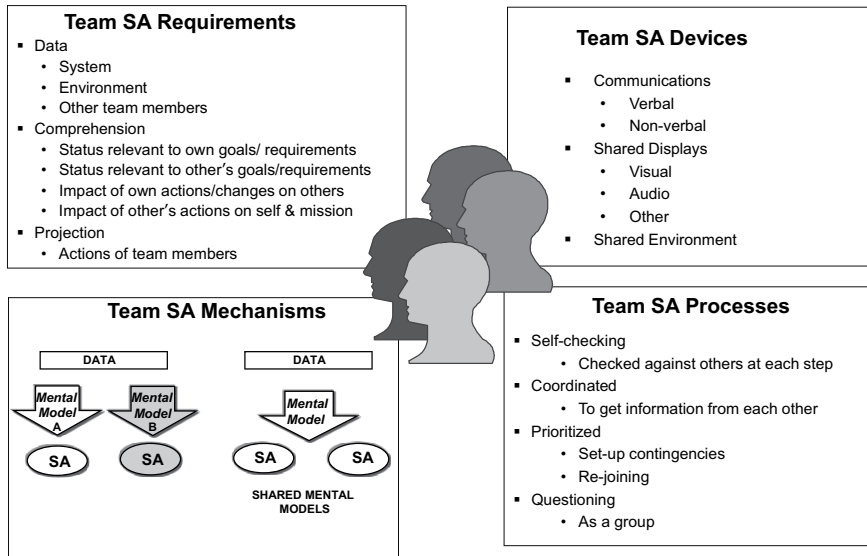 Team SA Requirements
▪ Data
• System
• Environment
• Other team members
▪ Comprehension
• Status relevant to own goals/ requirements
• Status relevant to other's goals/requirements
• Impact of own actions/changes on others
• Impact of other's actions on self & mission
▪ Projection
• Actions of team members
Team SA Devices
▪ Communications
• Verbal
• Non-verbal
▪ Shared Displays
• Visual
• Audio
• Other
▪ Shared Environment
Team SA Mechanisms
DATA
Mental
Model
A
SA
Mental
Model
B
SA
DATA
Mental
Model
SA
SA
SHARED MENTAL
MODELS
Team SA Processes
▪ Self-checking
• Checked against others at each step
▪ Coordinated
• To get information from each other
▪ Prioritized
• Set-up contingencies
• Re-joining
▪ Questioning
• As a group